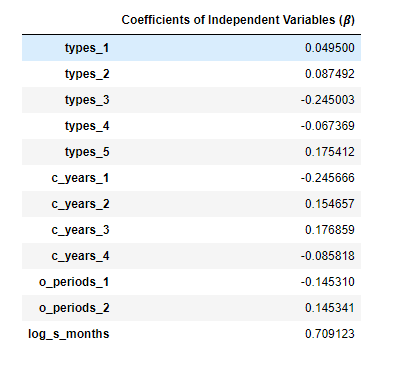 Coefficients of Independent Variables (β)
types_1 0.049500
types_2 0.087492
types_3 -0.245003
types_4 -0.067369
types_5 0.175412
c_years_1 -0.245666
c_years_2 0.154657
c_years_3 0.176859
c_years_4 -0.085818
o_periods_1 -0.145310
o_periods_2 0.145341
log_s_months 0.709123